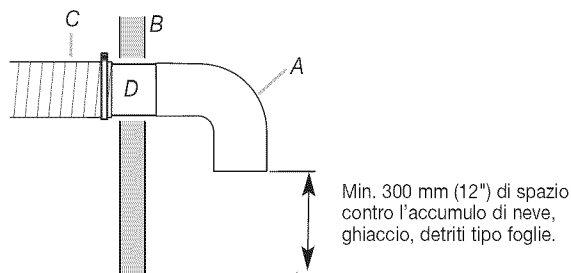 C
B
A
D
Min. 300 mm (12") di spazio
contro l'accumulo di neve,
ghiaccio, detriti tipo foglie.